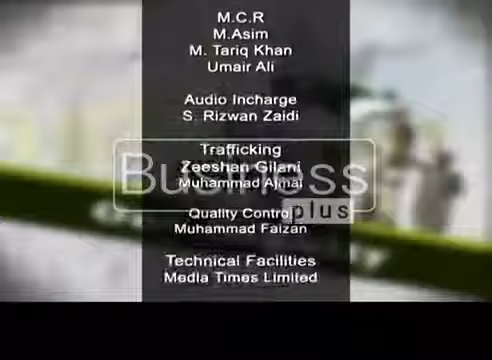 M.C.R
M.Asim
M. Tariq Khan
Umair Ali
Audio Incharge
S. Rizwan Zaidi
Trafficking
Zeeshan Gilani
Muhammad Ajmal
Business
plus
Quality Control
Muhammad Faizan
Technical Facilities
Media Times Limited